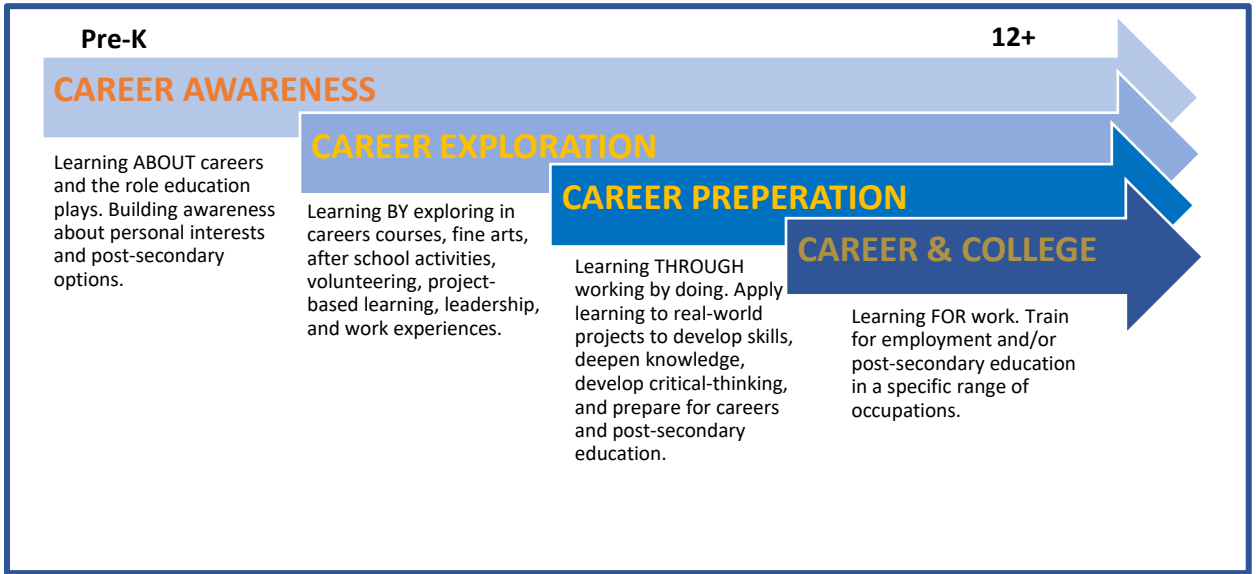 Pre-K
12+
CAREER AWARENESS
Learning ABOUT careers
and the role education
plays. Building awareness
about personal interests
and post-secondary
options.
CAREER EXPLORATION
Learning BY exploring in
careers courses, fine arts,
after school activities,
volunteering, project-
based learning, leadership,
and work experiences.
CAREER PREPERATION
Learning THROUGH
working by doing. Apply
learning to real-world
projects to develop skills,
deepen knowledge,
develop critical-thinking,
and prepare for careers
and post-secondary
education.
CAREER & COLLEGE
Learning FOR work. Train
for employment and/or
post-secondary education
in a specific range of
occupations.